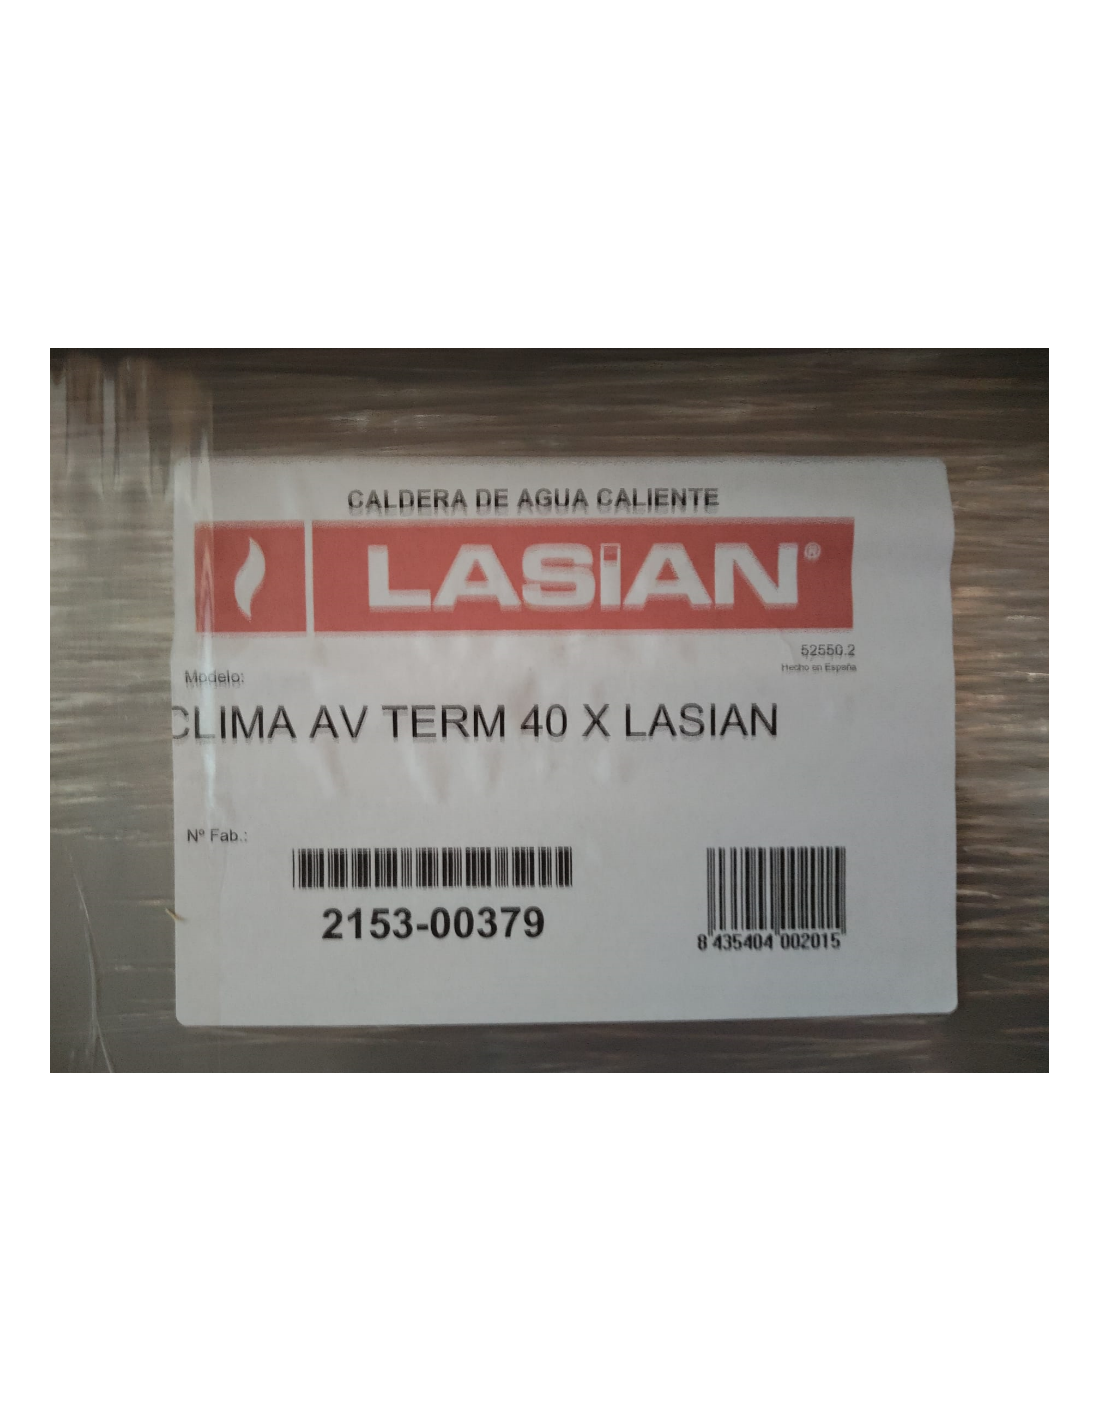 CALDERA DE AGUA CALIENTE
LASiAN®
52550.2
Hecho en España
Modelo:
CLIMA AV TERM 40 X LASIAN
Nº Fab.:
2153-00379
8 435404 002015